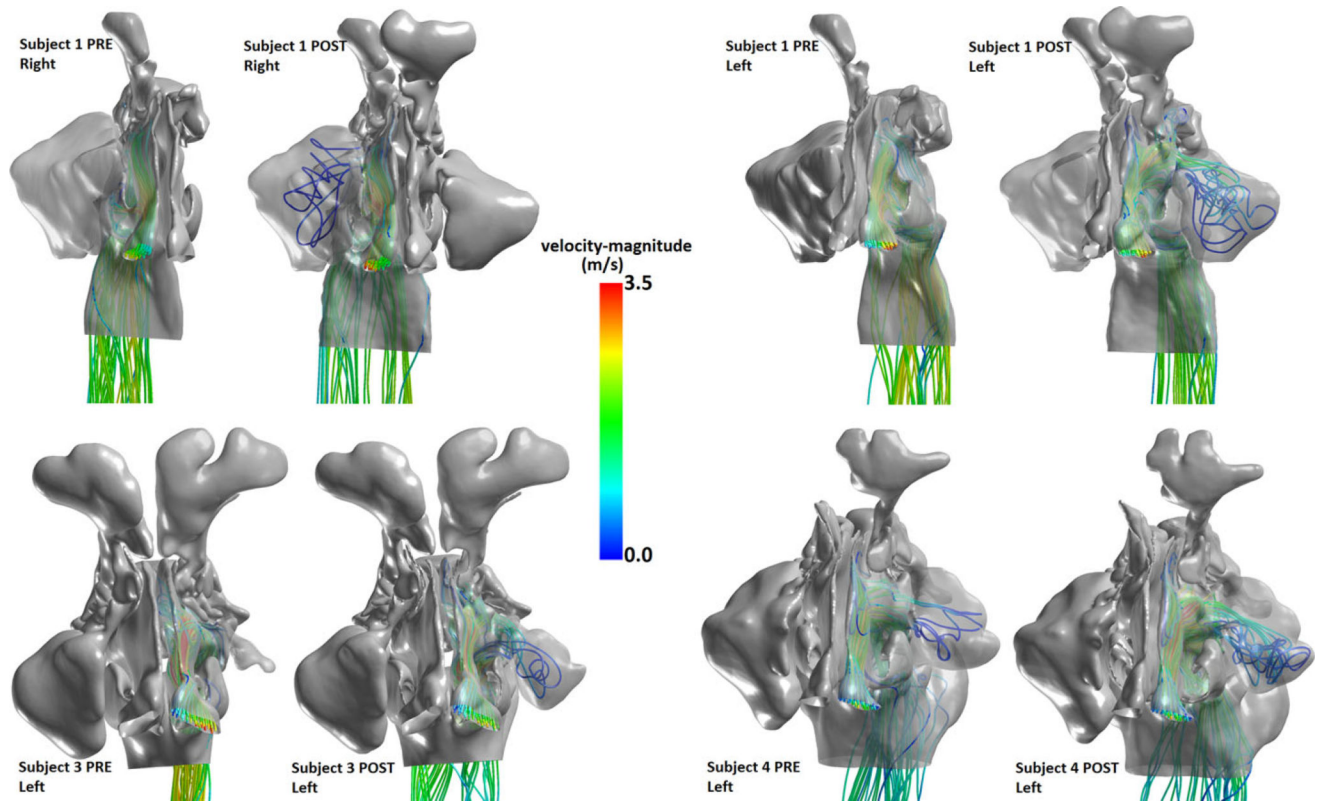 Subject 1 PRE
Right
Subject 1 POST
Right
Subject 1 PRE
Left
Subject 1 POST
Left
velocity-magnitude
(m/s)
3.5
0.0
Subject 3 PRE
Left
Subject 3 POST
Left
Subject 4 PRE
Left
Subject 4 POST
Left